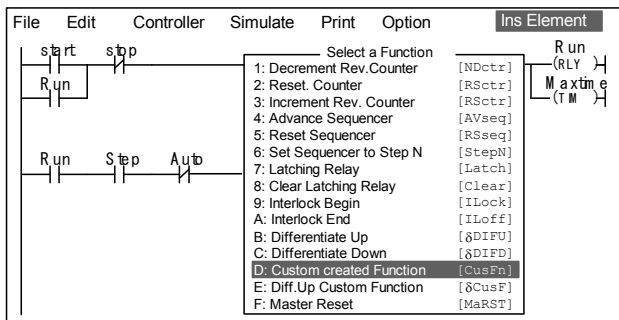 File Edit Controller Simulate Print Option Ins Element
start stop
Run
Select a Function
1: Decrement Rev.Counter [NDctr]
2: Reset. Counter [RSctr]
3: Increment Rev. Counter [RSctr]
4: Advance Sequencer [AVseq]
5: Reset Sequencer [RSseq]
6: Set Sequencer to Step N [StepN]
7: Latching Relay [Latch]
8: Clear Latching Relay [Clear]
9: Interlock Begin [ILock]
A: Interlock End [ILoff]
B: Differentiate Up [δDIFU]
C: Differentiate Down [δDIFD]
D: Custom created Function [CusFn]
E: Diff.Up Custom Function [δCusF]
F: Master Reset [MaRST]
Run
(RLY )
Maxtime
(TIM )
Run Step Auto